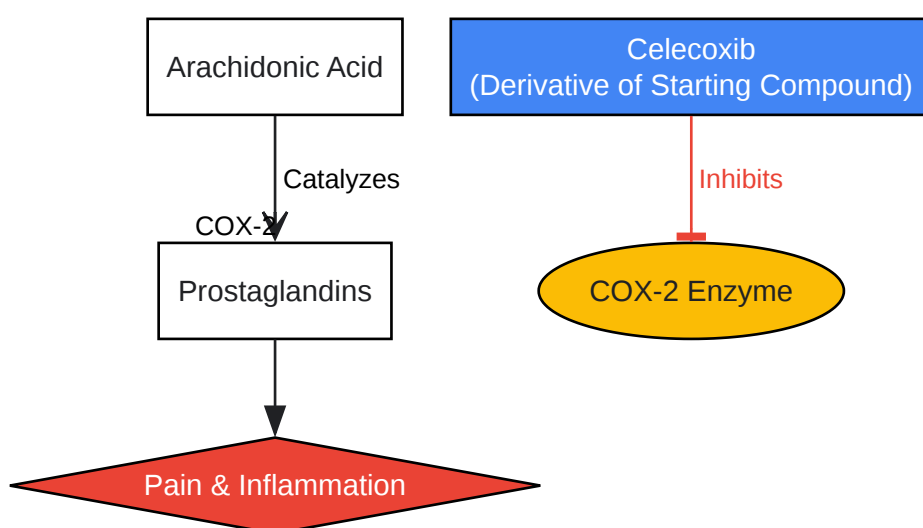 Arachidonic Acid
Celecoxib
(Derivative of Starting Compound)
Catalyzes
Inhibits
COX-2
Prostaglandins
COX-2 Enzyme
Pain & Inflammation